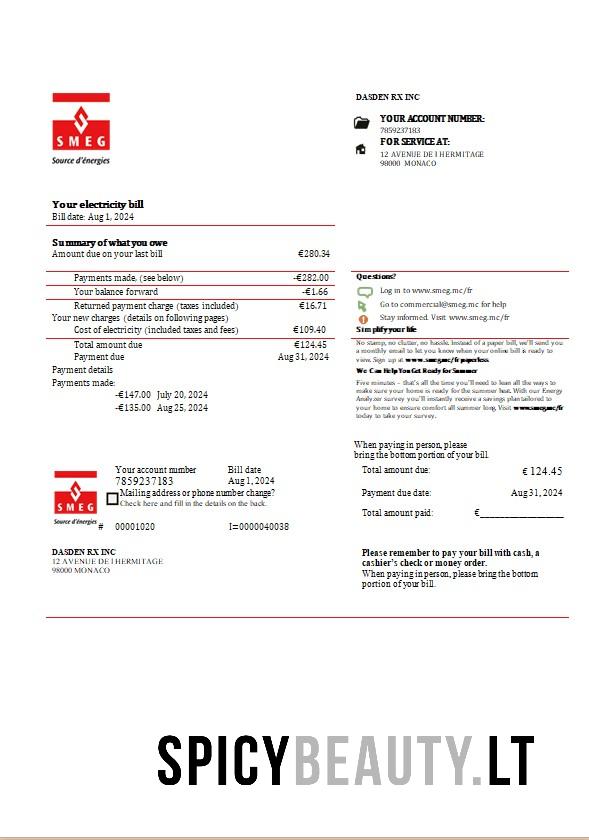 SMEG
Source d'énergies
DASDEN RX INC
YOUR ACCOUNT NUMBER:
7859237183
FOR SERVICE AT:
12 AVENUE DE l HERMITAGE
98000 MONACO
Your electricity bill
Bill date: Aug 1, 2024
Summary of what you owe
Amount due on your last bill €280.34
Payments made, (see below) -€282.00
Your balance forward -€1.66
Returned payment charge (taxes included) €16.71
Your new charges (details on following pages)
Cost of electricity (included taxes and fees) €109.40
Total amount due €124.45
Payment due Aug 31, 2024
Payment details
Payments made:
-€147.00 July 20, 2024
-€135.00 Aug 25, 2024
Questions?
Log in to www.smeg.mc/fr
Go to commercial@smeg.mc for help
Stay informed. Visit www.smeg.mc/fr
Simplify your life
No stamp, no clutter, no hassle. Instead of a paper bill, we'll send you
a monthly email to let you know when your online bill is ready to
view. Sign up at www.smeg.mc/fr paperless.
We Can Help You Get Ready for Summer
Five minutes – that's all the time you'll need to lean all the ways to
make sure your home is ready for the summer heat. With our Energy
Analyzer survey you'll instantly receive a savings plan tailored to
your home to ensure comfort all summer long. Visit www.smeg.mc/fr
today to take your survey.
When paying in person, please
bring the bottom portion of your bill.
SMEG
Source d'énergies
Your account number Bill date
7859237183 Aug 1, 2024
Mailing address or phone number change?
Check here and fill in the details on the back.
# 00001020 I=0000040038
Total amount due: € 124.45
Payment due date: Aug 31, 2024
Total amount paid: €_______________
DASDEN RX INC
12 AVENUE DE l HERMITAGE
98000 MONACO
Please remember to pay your bill with cash, a
cashier's check or money order.
When paying in person, please bring the bottom
portion of your bill.
SPICYBEAUTY.LT